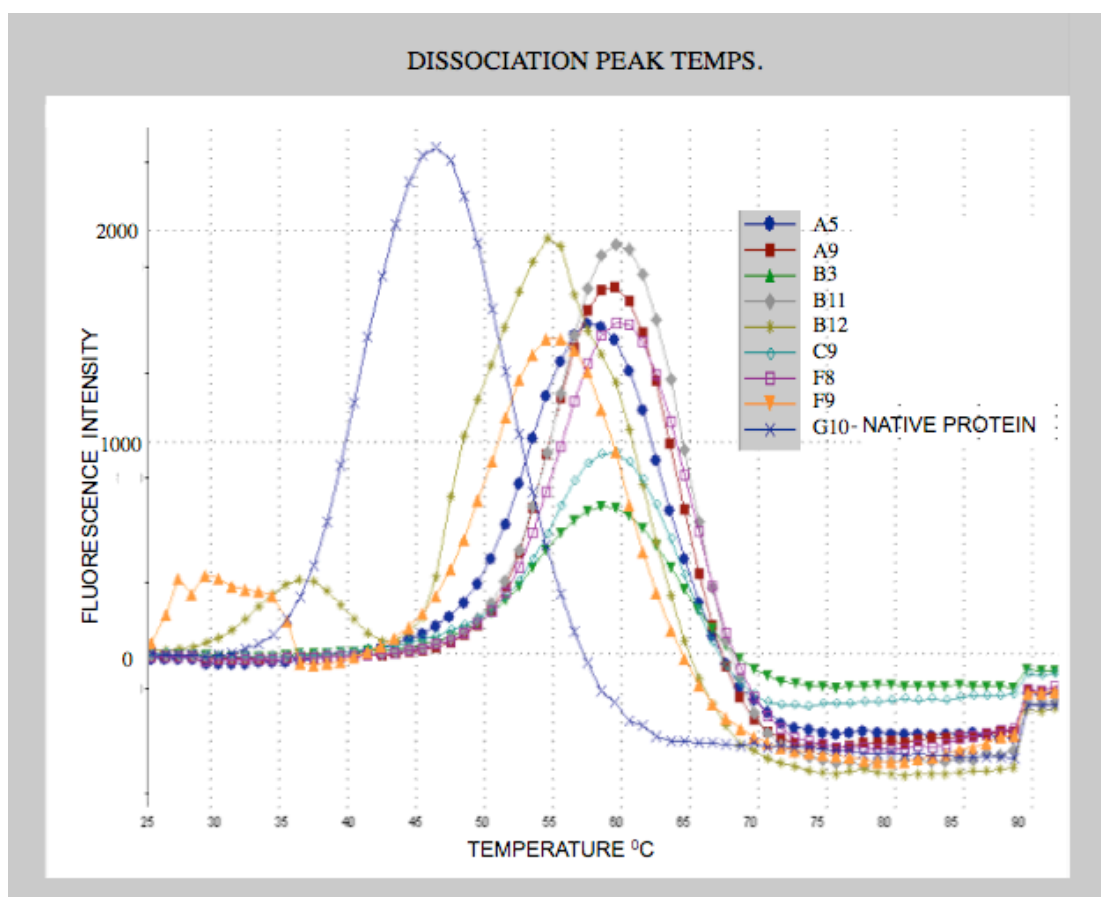 DISSOCIATION PEAK TEMPS.
2000
1000
0
FLUORESCENCE INTENSITY
A5
A9
B3
B11
B12
C9
F8
F9
G10- NATIVE PROTEIN
25 30 35 40 45 50 55 60 65 70 75 80 85 90
TEMPERATURE ⁰C